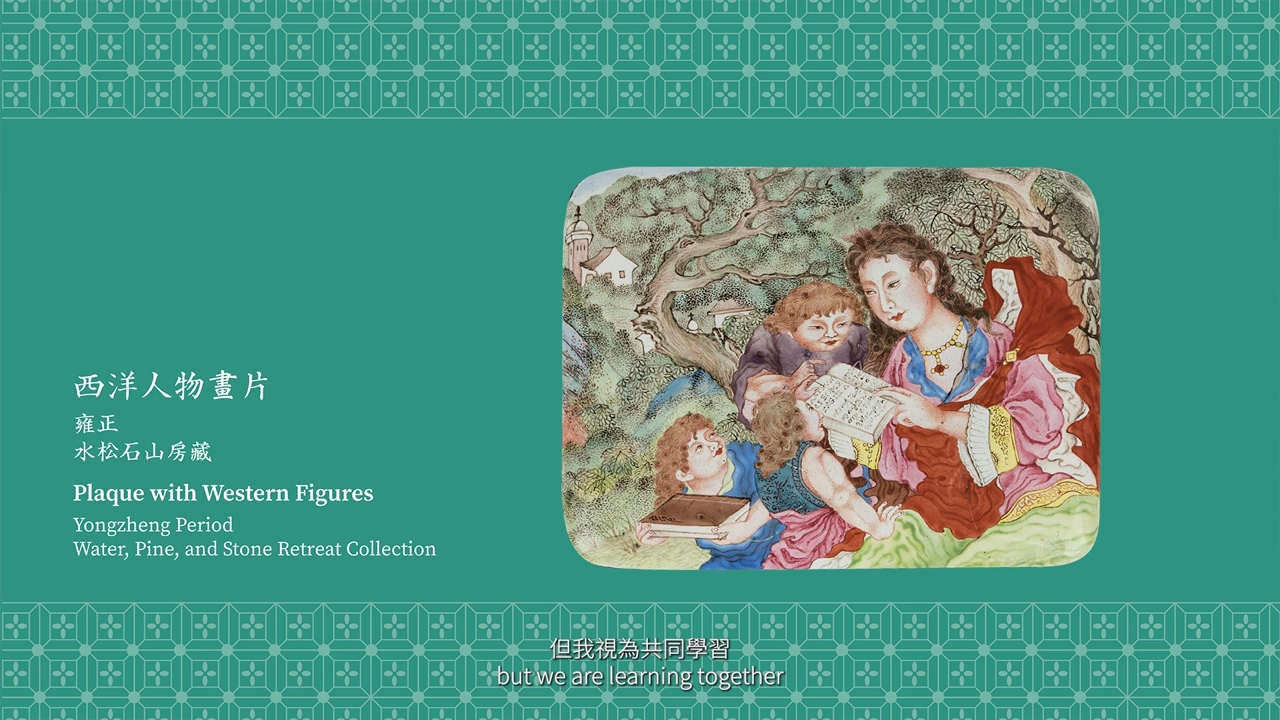 西洋人物畫片
雍正
水松石山房藏
Plaque with Western Figures
Yongzheng Period
Water, Pine, and Stone Retreat Collection
但我視為共同學習
but we are learning together